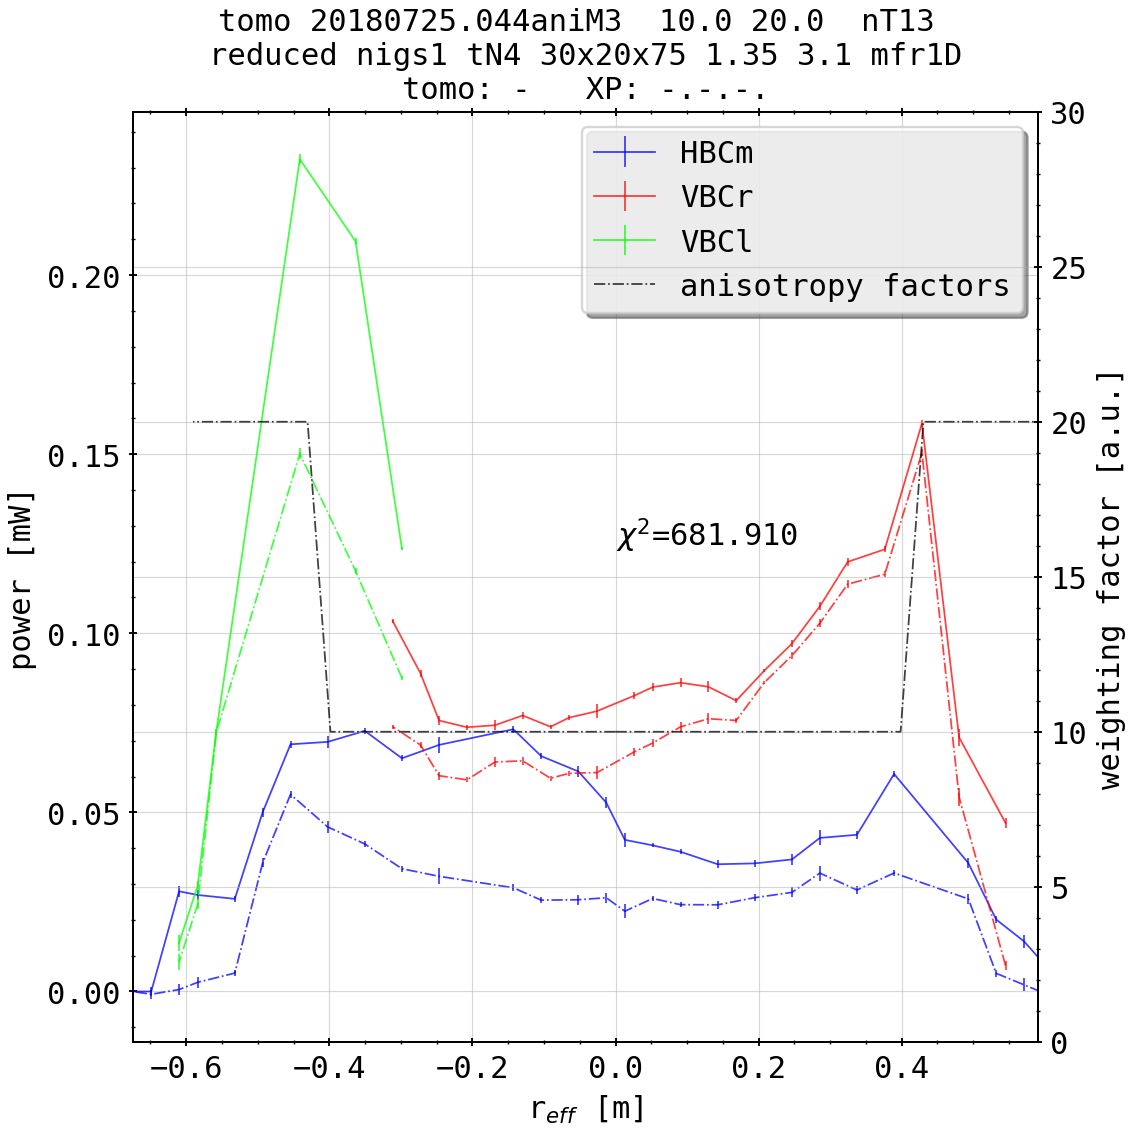 tomo 20180725.044aniM3  10.0 20.0  nT13
reduced nigs1 tN4 30x20x75 1.35 3.1 mfr1D
tomo: -   XP: -.-.-.
HBCm
VBCr
VBCl
anisotropy factors
χ²=681.910
power [mW]
0.20
0.15
0.10
0.05
0.00
30
25
20
15
10
5
0
weighting factor [a.u.]
−0.6 −0.4 −0.2 0.0 0.2 0.4
r_eff [m]